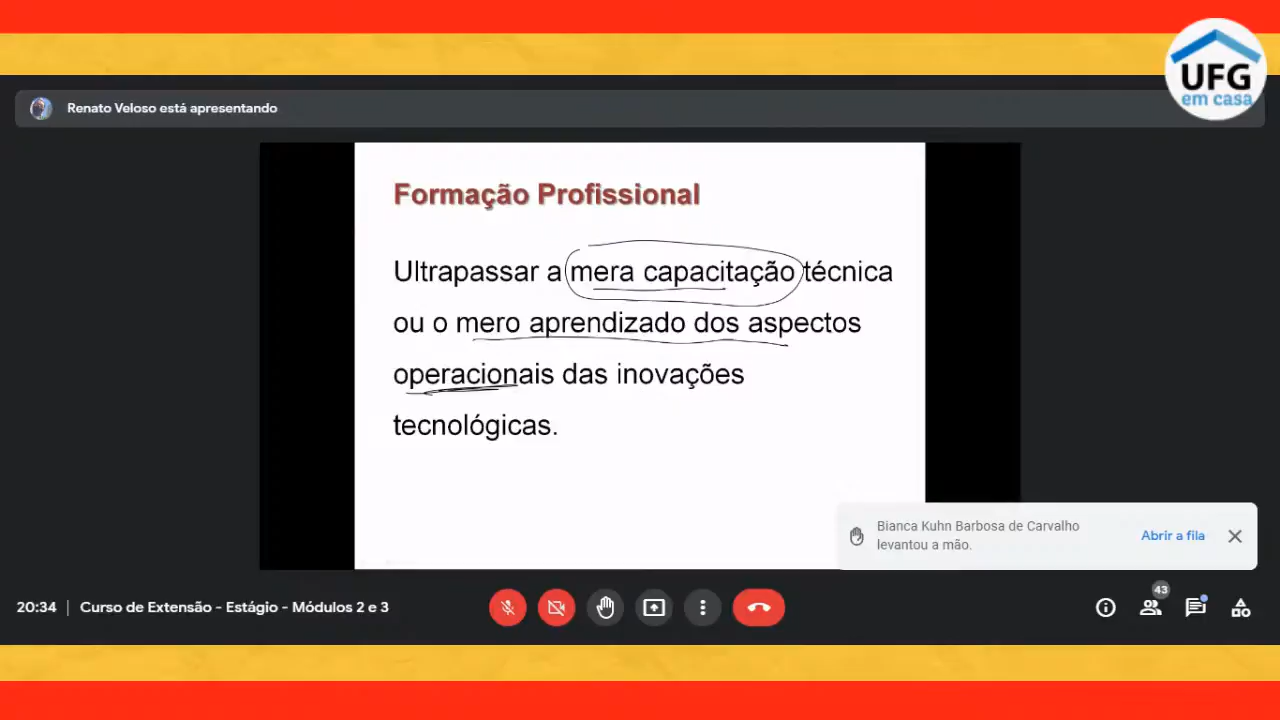 UFG
em casa
Renato Veloso está apresentando
Formação Profissional
Ultrapassar a mera capacitação técnica
ou o mero aprendizado dos aspectos
operacionais das inovações
tecnológicas.
Bianca Kuhn Barbosa de Carvalho
levantou a mão.
Abrir a fila
20:34 | Curso de Extensão - Estágio - Módulos 2 e 3
43